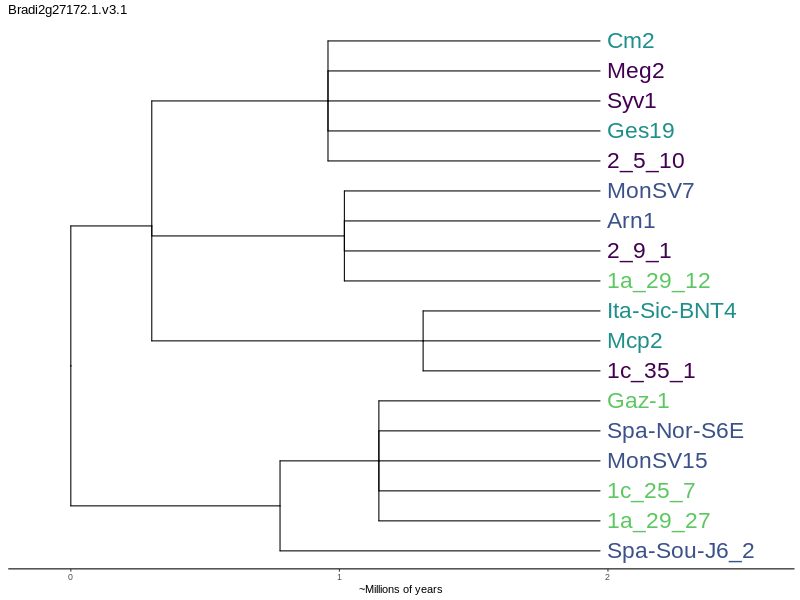 Bradi2g27172.1.v3.1
Cm2
Meg2
Syv1
Ges19
2_5_10
MonSV7
Arn1
2_9_1
1a_29_12
Ita-Sic-BNT4
Mcp2
1c_35_1
Gaz-1
Spa-Nor-S6E
MonSV15
1c_25_7
1a_29_27
Spa-Sou-J6_2
0 1 2
~Millions of years